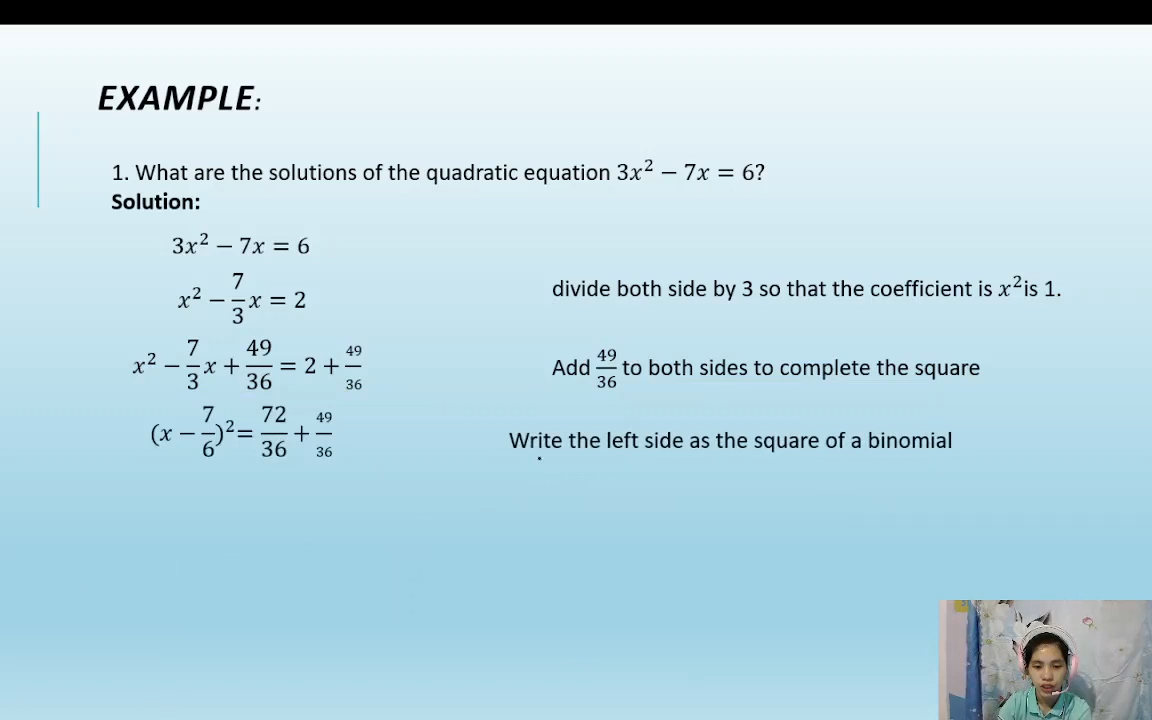 EXAMPLE:
1. What are the solutions of the quadratic equation 3x² − 7x = 6?
Solution:
3x² − 7x = 6
x² − 7/3 x = 2
divide both side by 3 so that the coefficient is x² is 1.
x² − 7/3 x + 49/36 = 2 + 49/36
Add 49/36 to both sides to complete the square
(x − 7/6)² = 72/36 + 49/36
Write the left side as the square of a binomial